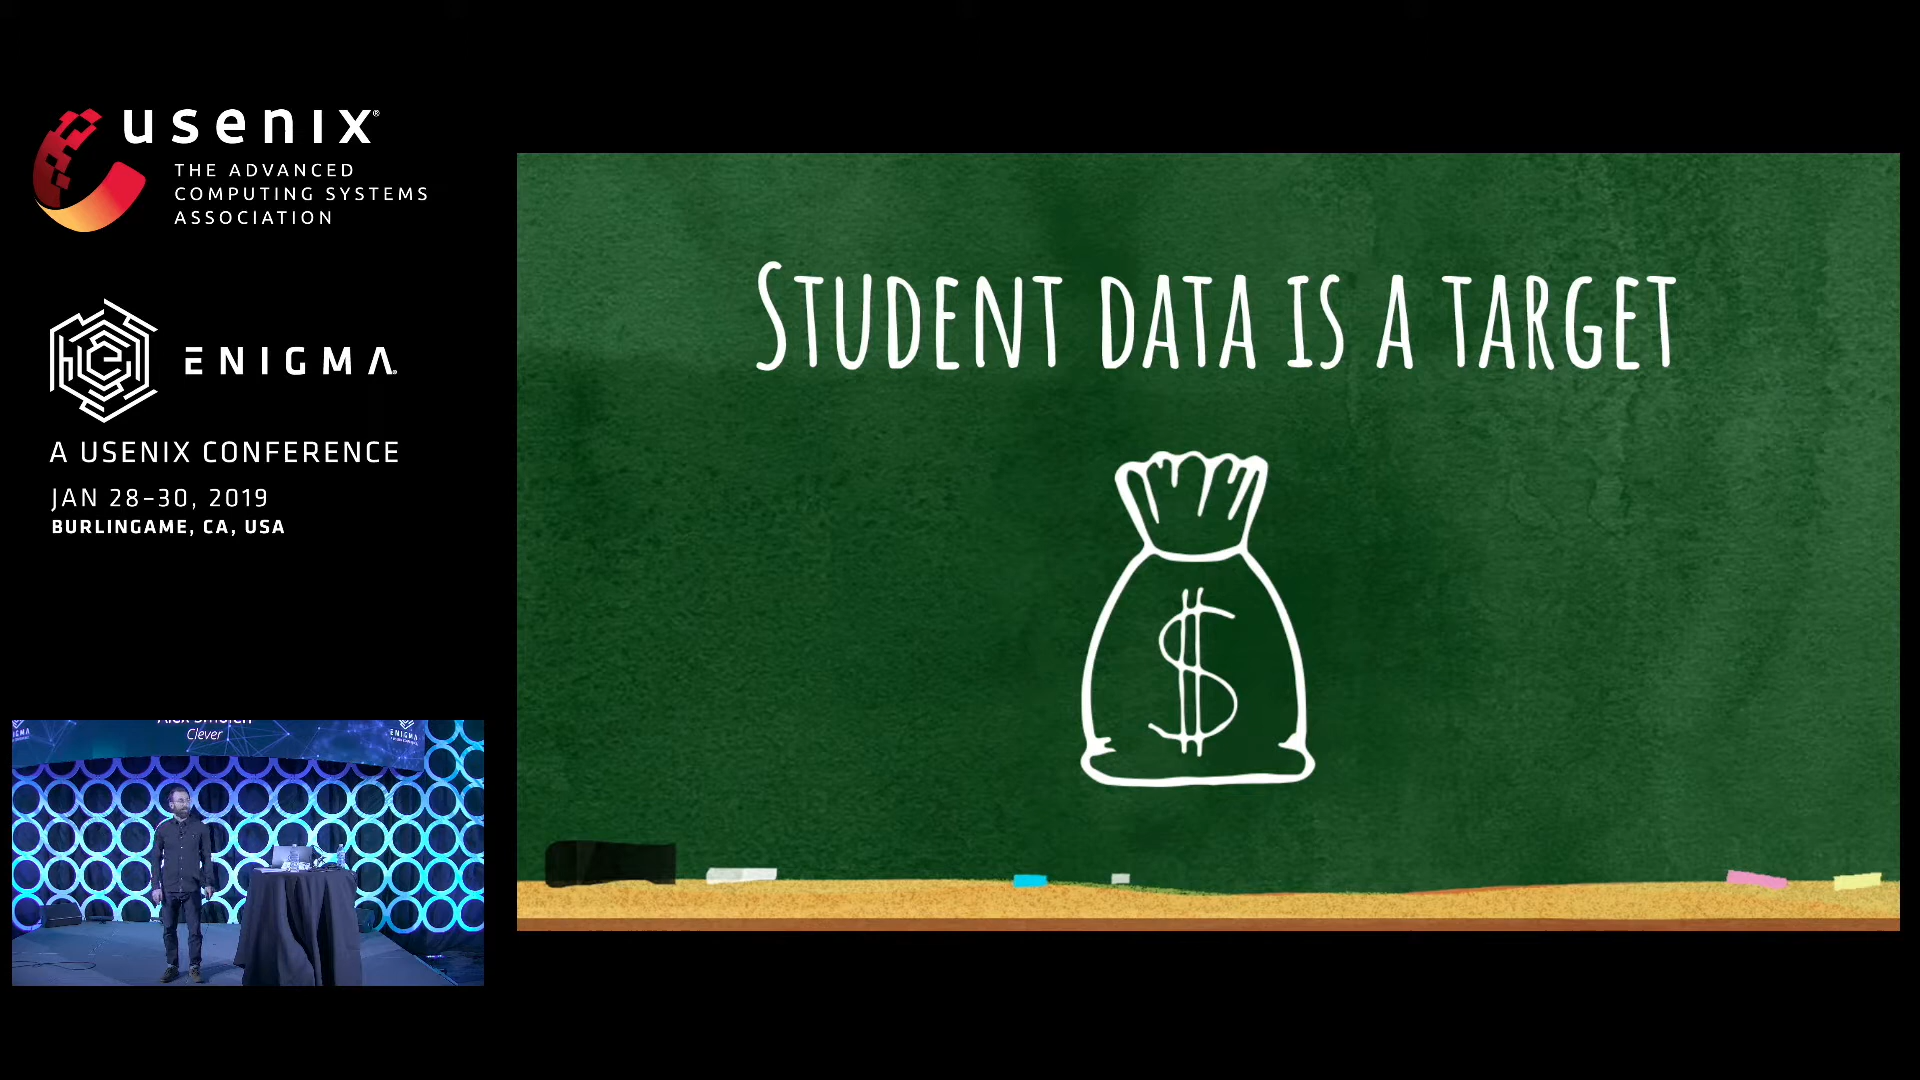 usenix®
THE ADVANCED
COMPUTING SYSTEMS
ASSOCIATION
ENIGMA®
A USENIX CONFERENCE
JAN 28–30, 2019
BURLINGAME, CA, USA
STUDENT DATA IS A TARGET
$
Clever
ENIGMA